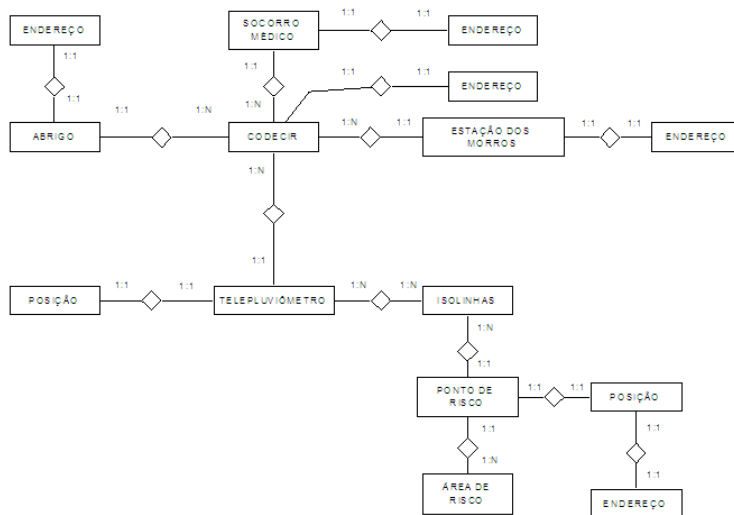 ENDEREÇO
SOCORRO
MÉDICO
1:1
1:1
ENDEREÇO
1:1
1:1
1:1
1:1
1:1
ENDEREÇO
1:1
1:N
1:N
ABRIGO
CODECIR
1:N
1:1
ESTAÇÃO DOS
MORROS
1:1
1:1
ENDEREÇO
1:N
1:1
POSIÇÃO
1:1
1:1
TELEPLUVIÔMETRO
1:N
1:N
ISOLINHAS
1:N
1:1
PONTO DE
RISCO
1:1
1:1
POSIÇÃO
1:1
1:N
1:1
1:1
ÁREA DE
RISCO
ENDEREÇO